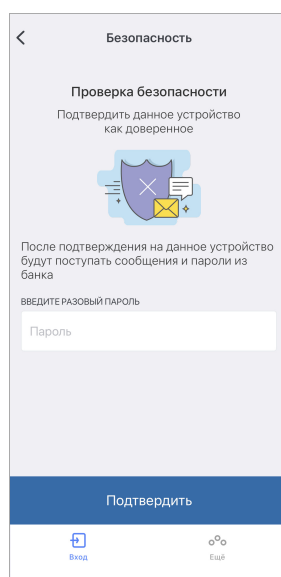 Безопасность
Проверка безопасности
Подтвердить данное устройство
как доверенное
После подтверждения на данное устройство
будут поступать сообщения и пароли из
банка
ВВЕДИТЕ РАЗОВЫЙ ПАРОЛЬ
Пароль
Подтвердить
Вход
Ещё